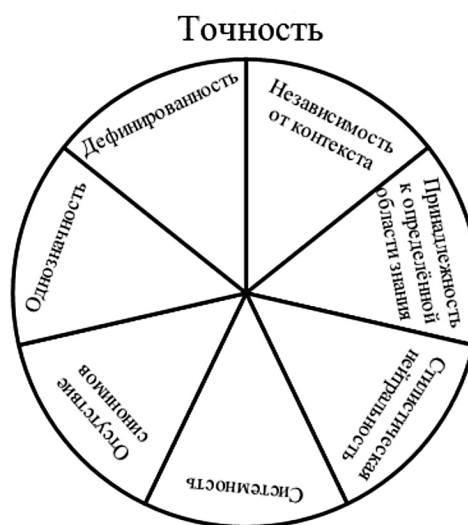 Точность
Дефинированность
Независимость
от контекста
Принадлежность
к определённой
области знания
Стилистическая
нейтральность
Системность
Отсутствие
синонимов
Однозначность